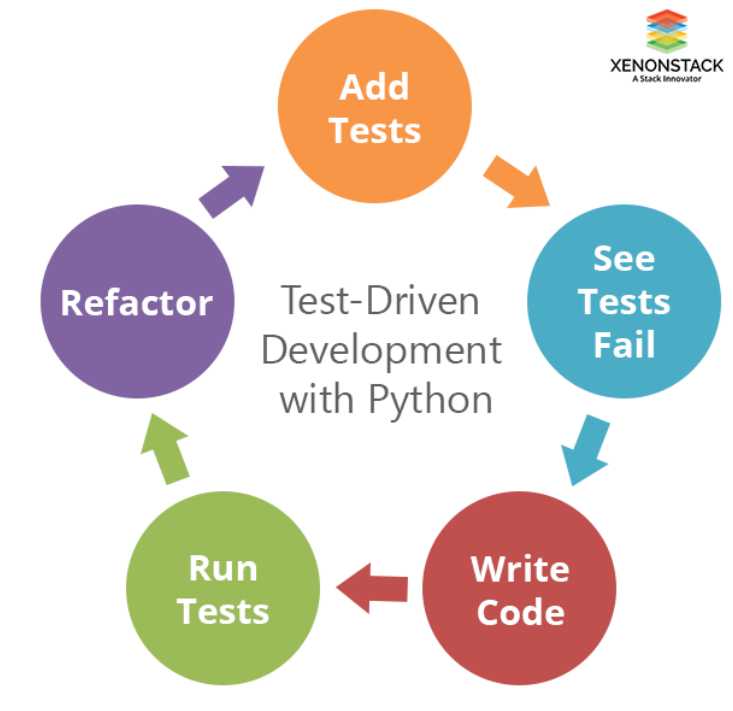 XENONSTACK
A Stack Innovator
Add
Tests
See
Tests
Fail
Write
Code
Run
Tests
Refactor
Test-Driven
Development
with Python